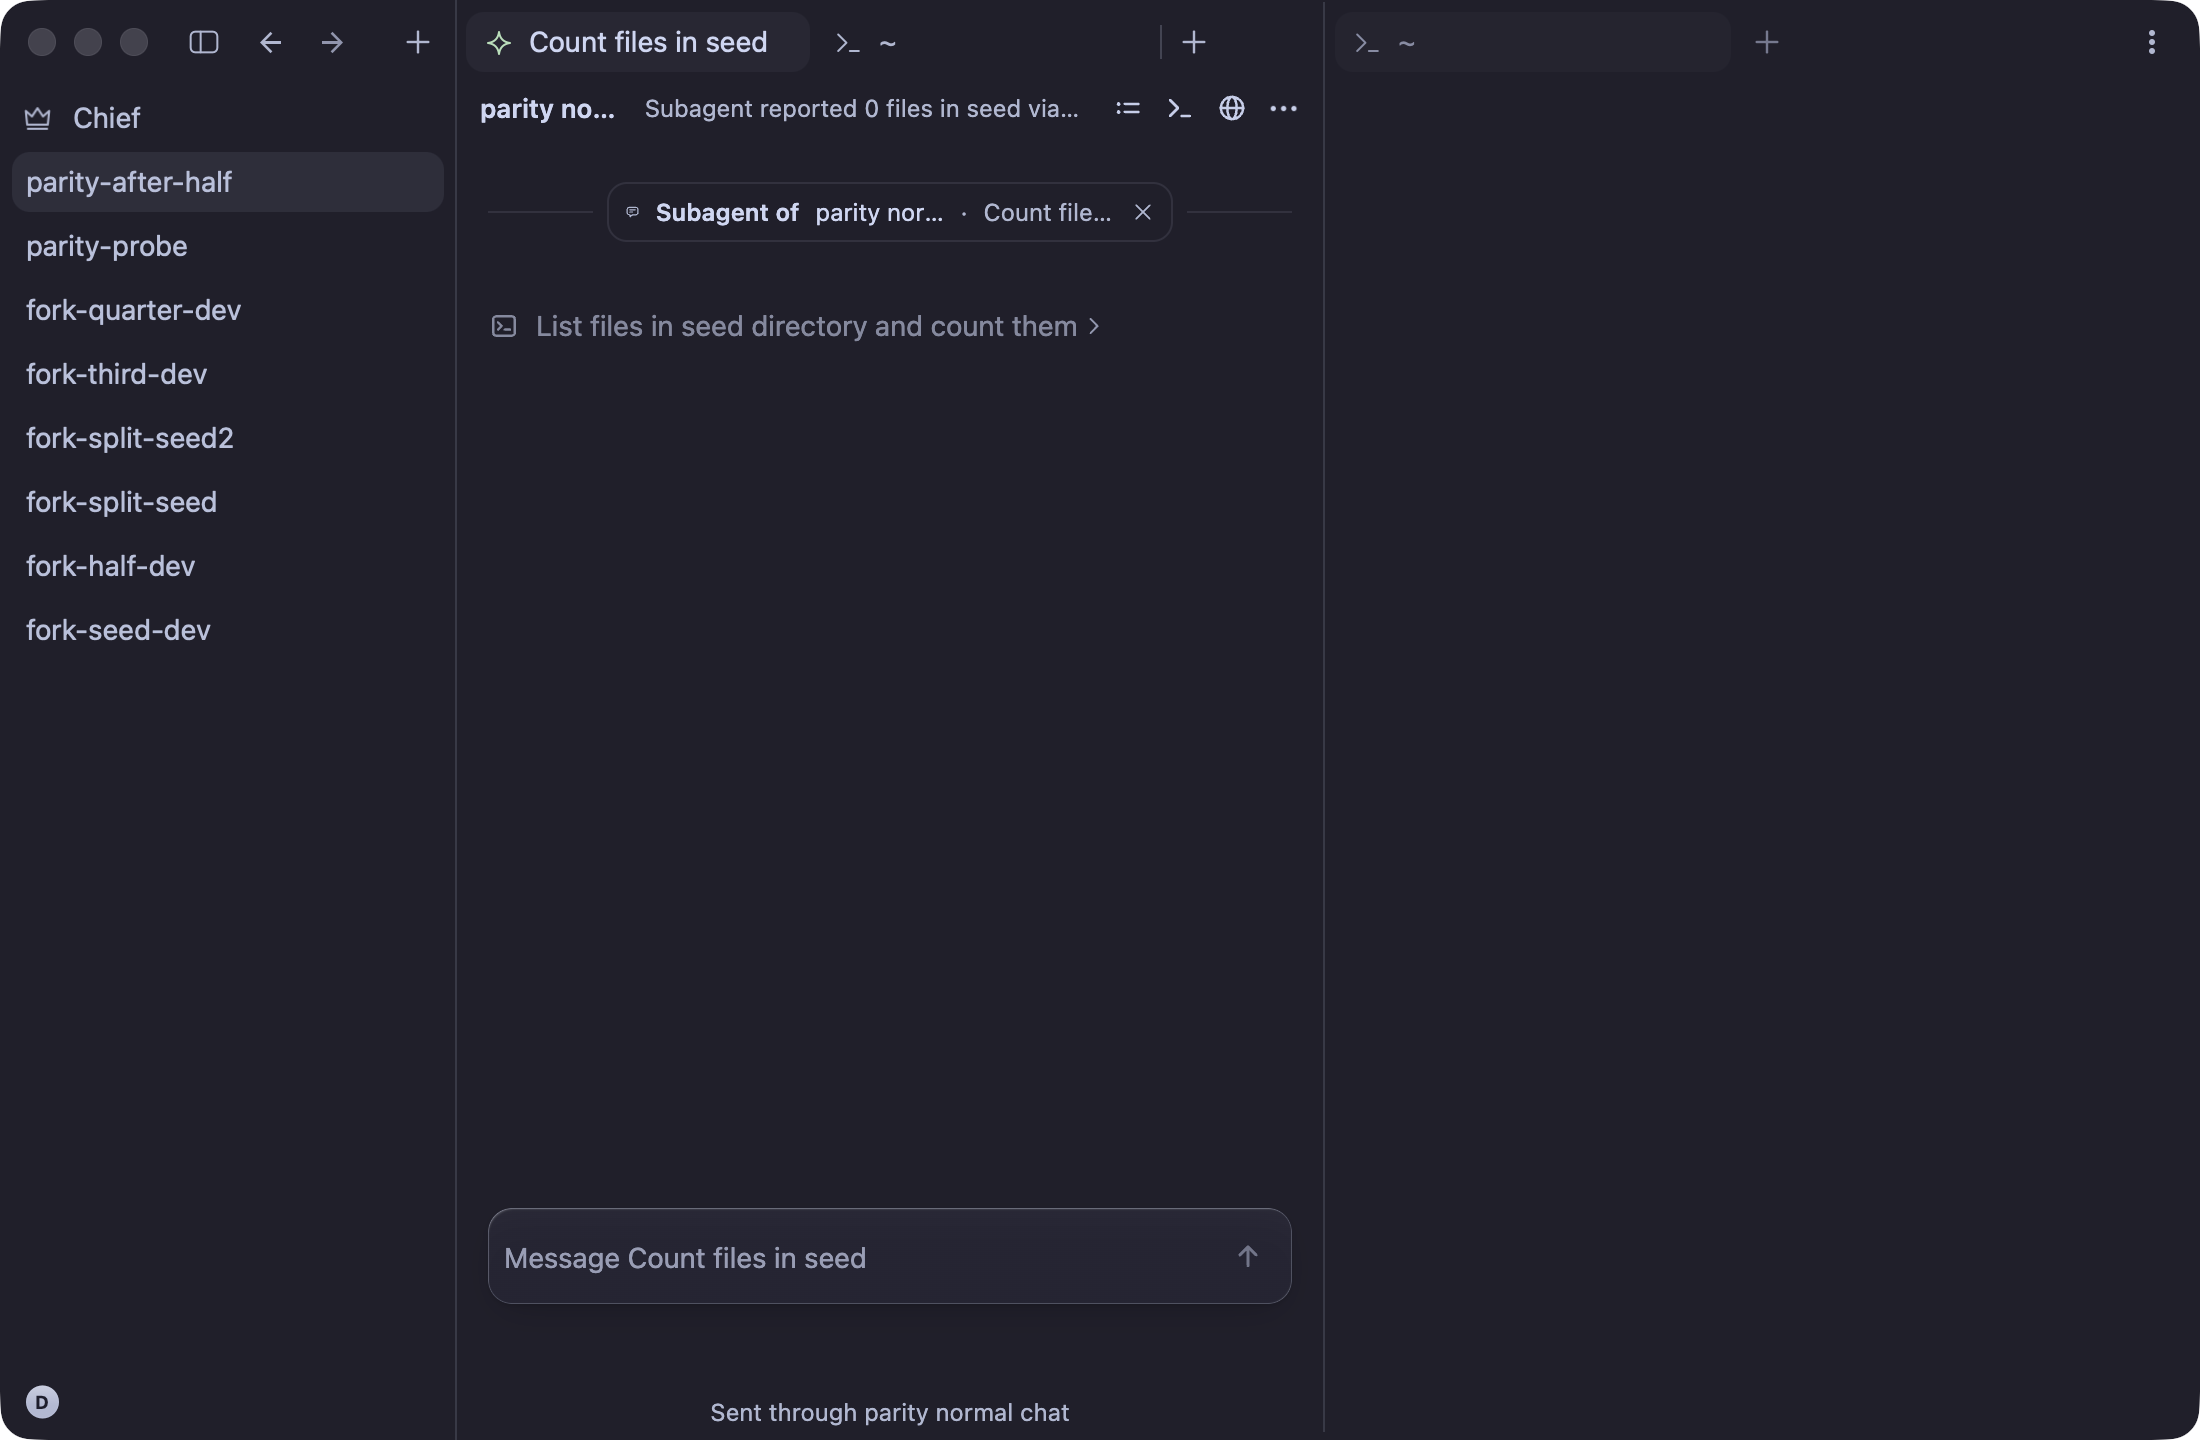 Chief
parity-after-half
parity-probe
fork-quarter-dev
fork-third-dev
fork-split-seed2
fork-split-seed
fork-half-dev
fork-seed-dev
D
Count files in seed
~
parity no... Subagent reported 0 files in seed via...
Subagent of parity nor... · Count file...
List files in seed directory and count them
Message Count files in seed
Sent through parity normal chat
~